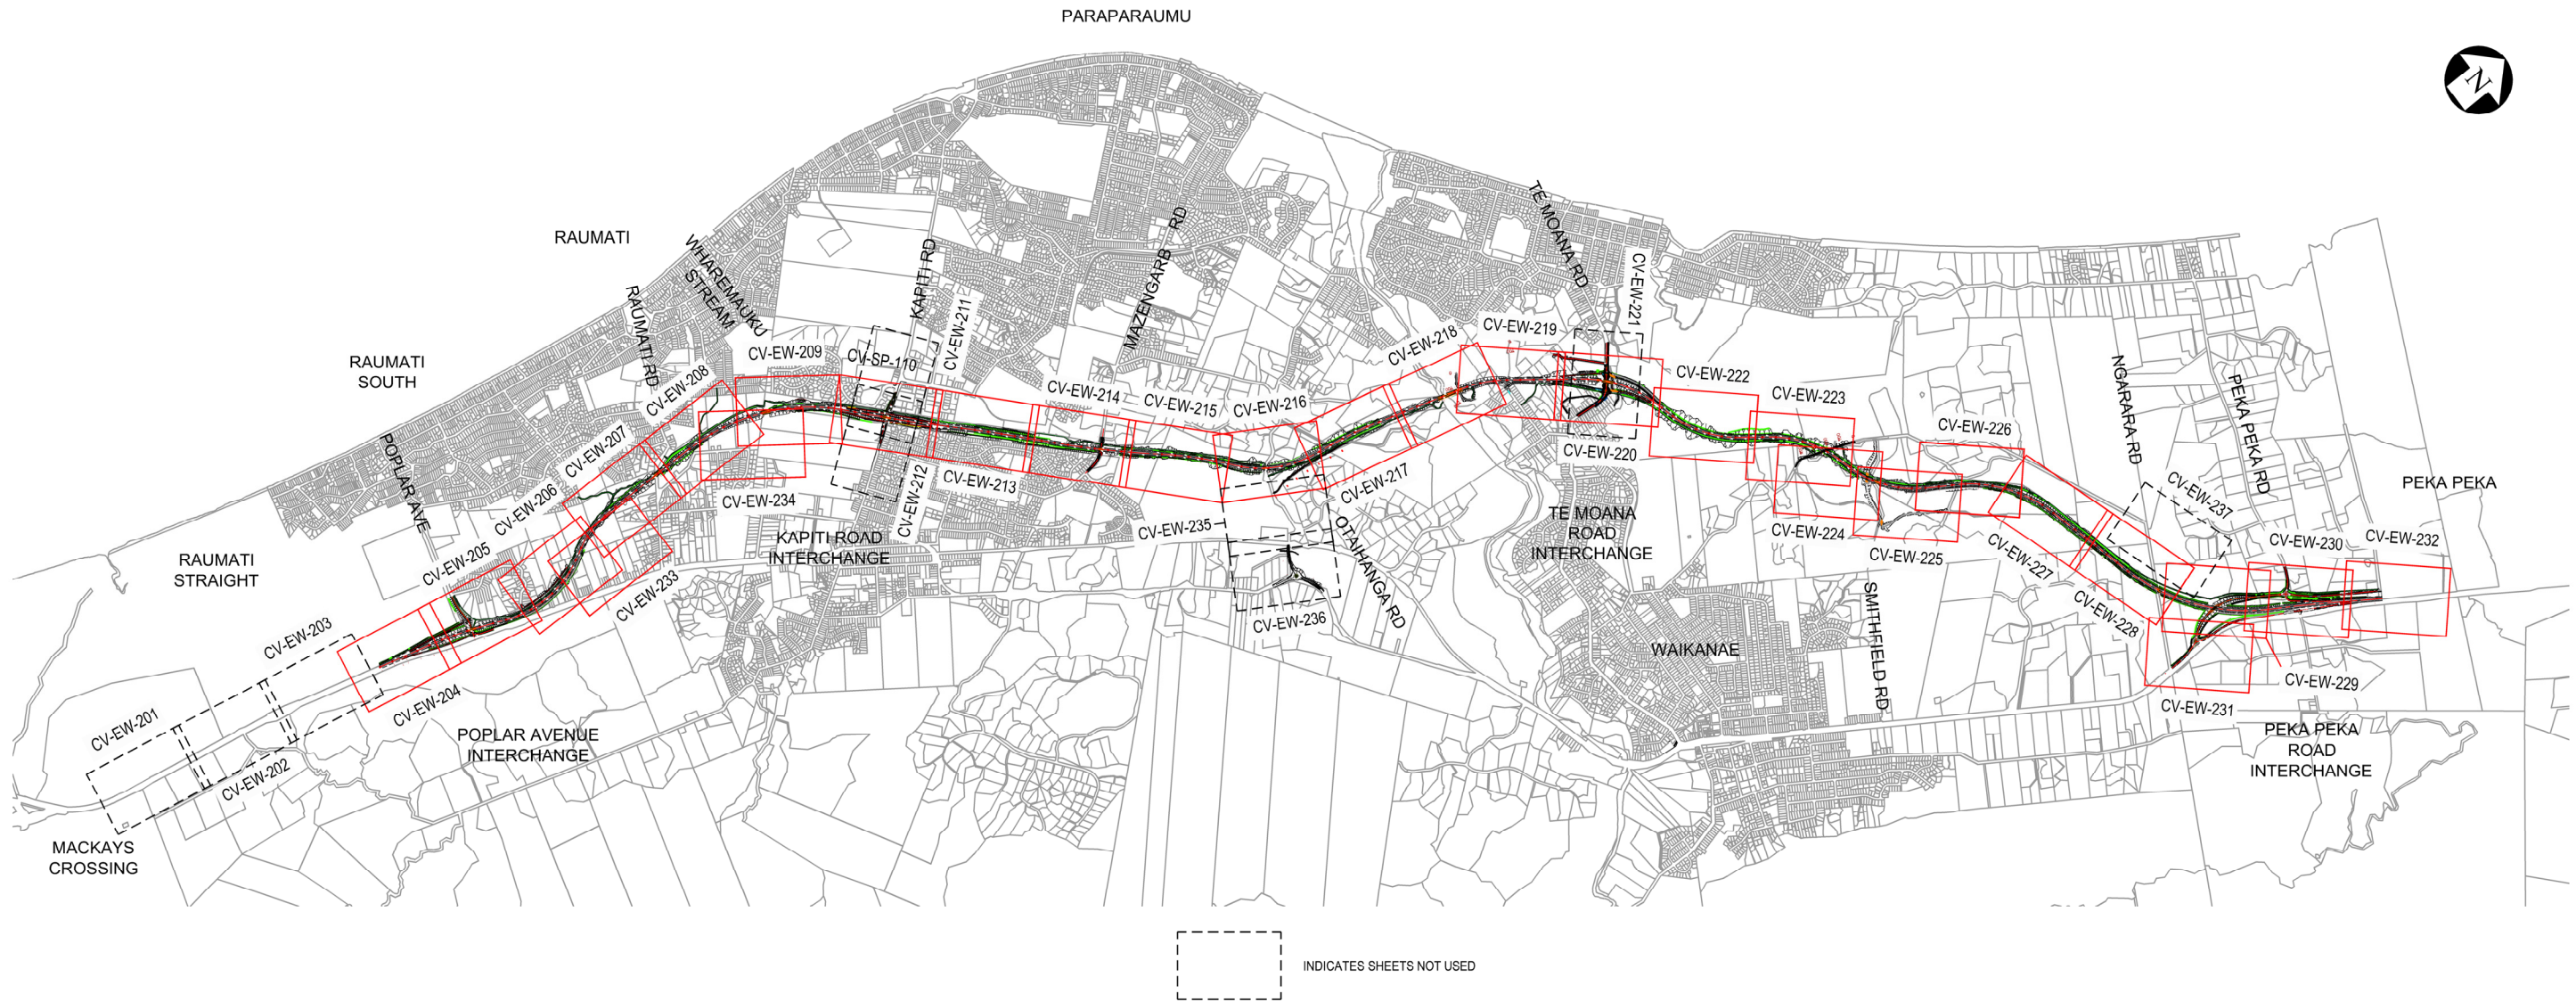 PARAPARAUMU
N
RAUMATI
RAUMATI
SOUTH
RAUMATI
STRAIGHT
MACKAYS
CROSSING
POPLAR AVE
RAUMATI RD
WHAREMAUKU
STREAM
KAPITI RD
MAZENGARB RD
TE MOANA RD
NGARARA RD
PEKA PEKA RD
PEKA PEKA
OTAIHANGA RD
SMITHFIELD RD
WAIKANAE
POPLAR AVENUE
INTERCHANGE
KAPITI ROAD
INTERCHANGE
TE MOANA
ROAD
INTERCHANGE
PEKA PEKA
ROAD
INTERCHANGE
CV-EW-201
CV-EW-202
CV-EW-203
CV-EW-204
CV-EW-205
CV-EW-206
CV-EW-207
CV-EW-208
CV-EW-209
CV-SP-110
CV-EW-211
CV-EW-212
CV-EW-213
CV-EW-214
CV-EW-215
CV-EW-216
CV-EW-217
CV-EW-218
CV-EW-219
CV-EW-220
CV-EW-221
CV-EW-222
CV-EW-223
CV-EW-224
CV-EW-225
CV-EW-226
CV-EW-227
CV-EW-228
CV-EW-229
CV-EW-230
CV-EW-231
CV-EW-232
CV-EW-233
CV-EW-234
CV-EW-235
CV-EW-236
CV-EW-237
INDICATES SHEETS NOT USED